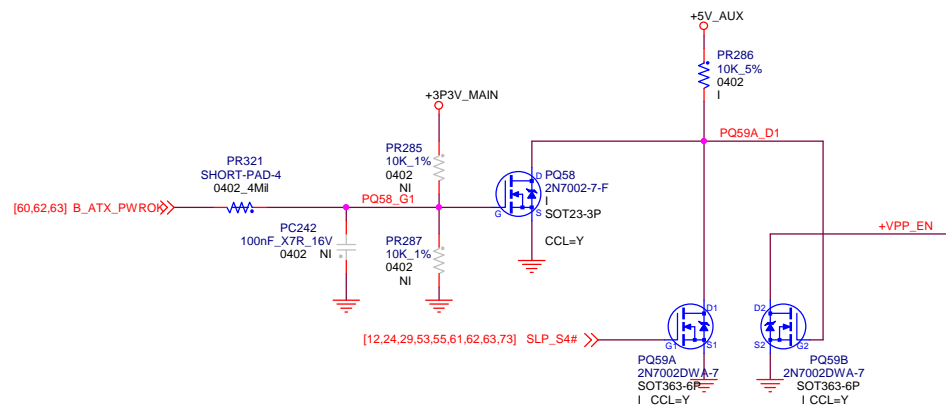 +5V_AUX
PR286
10K_5%
0402
I
+3P3V_MAIN
PQ59A_D1
PR285
10K_1%
0402
NI
PR321
SHORT-PAD-4
0402_4Mil
PQ58
2N7002-7-F
I
SOT23-3P
CCL=Y
D
G
S
PQ58_G1
[60,62,63] B_ATX_PWROK
PC242
100nF_X7R_16V
0402 NI
PR287
10K_1%
0402
NI
+VPP_EN
D1
D2
[12,24,29,53,55,61,62,63,73] SLP_S4#
G1
S1
S2
G2
PQ59A
2N7002DWA-7
SOT363-6P
I CCL=Y
PQ59B
2N7002DWA-7
SOT363-6P
I CCL=Y